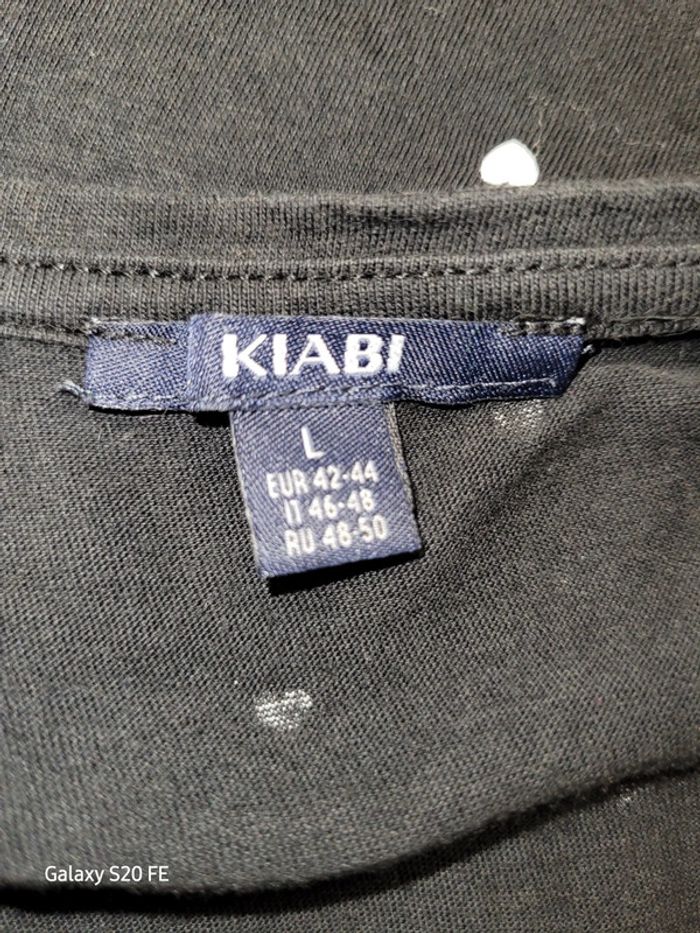 KIABI
L
EUR 42-44
IT 46-48
RU 48-50
Galaxy S20 FE